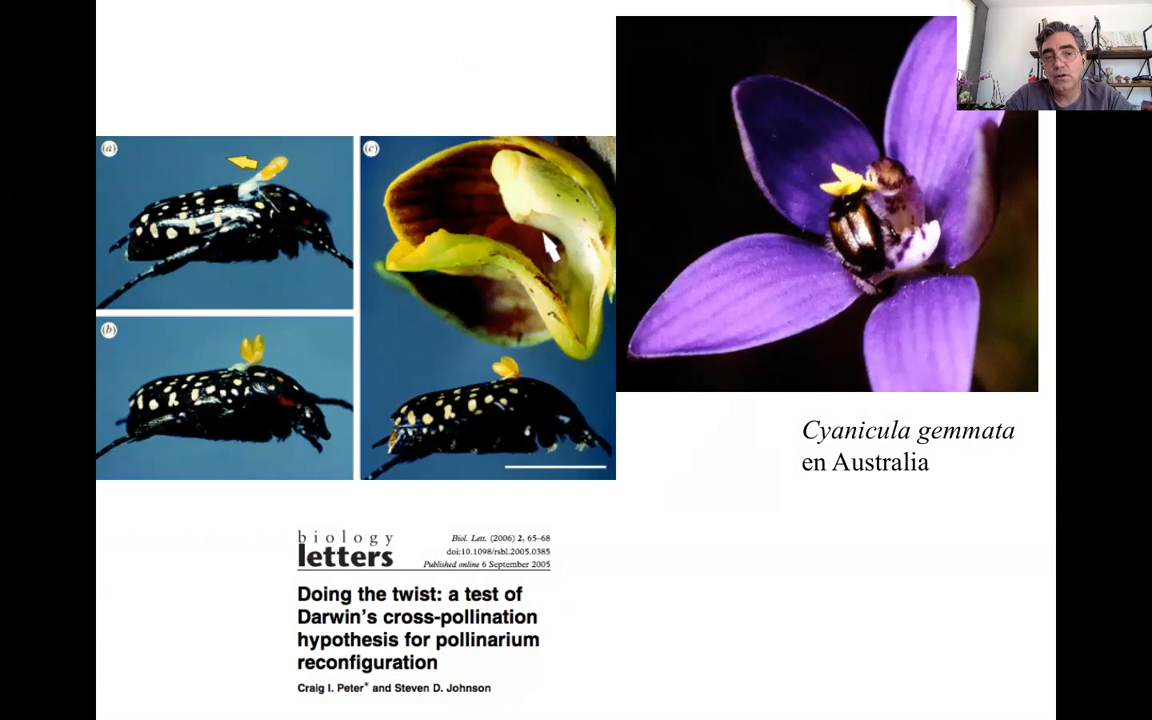 (a)
(c)
(b)
Cyanicula gemmata
en Australia
biology
letters
Biol. Lett. (2006) 2, 65–68
doi:10.1098/rsbl.2005.0385
Published online 6 September 2005
Doing the twist: a test of
Darwin’s cross-pollination
hypothesis for pollinarium
reconfiguration
Craig I. Peter* and Steven D. Johnson